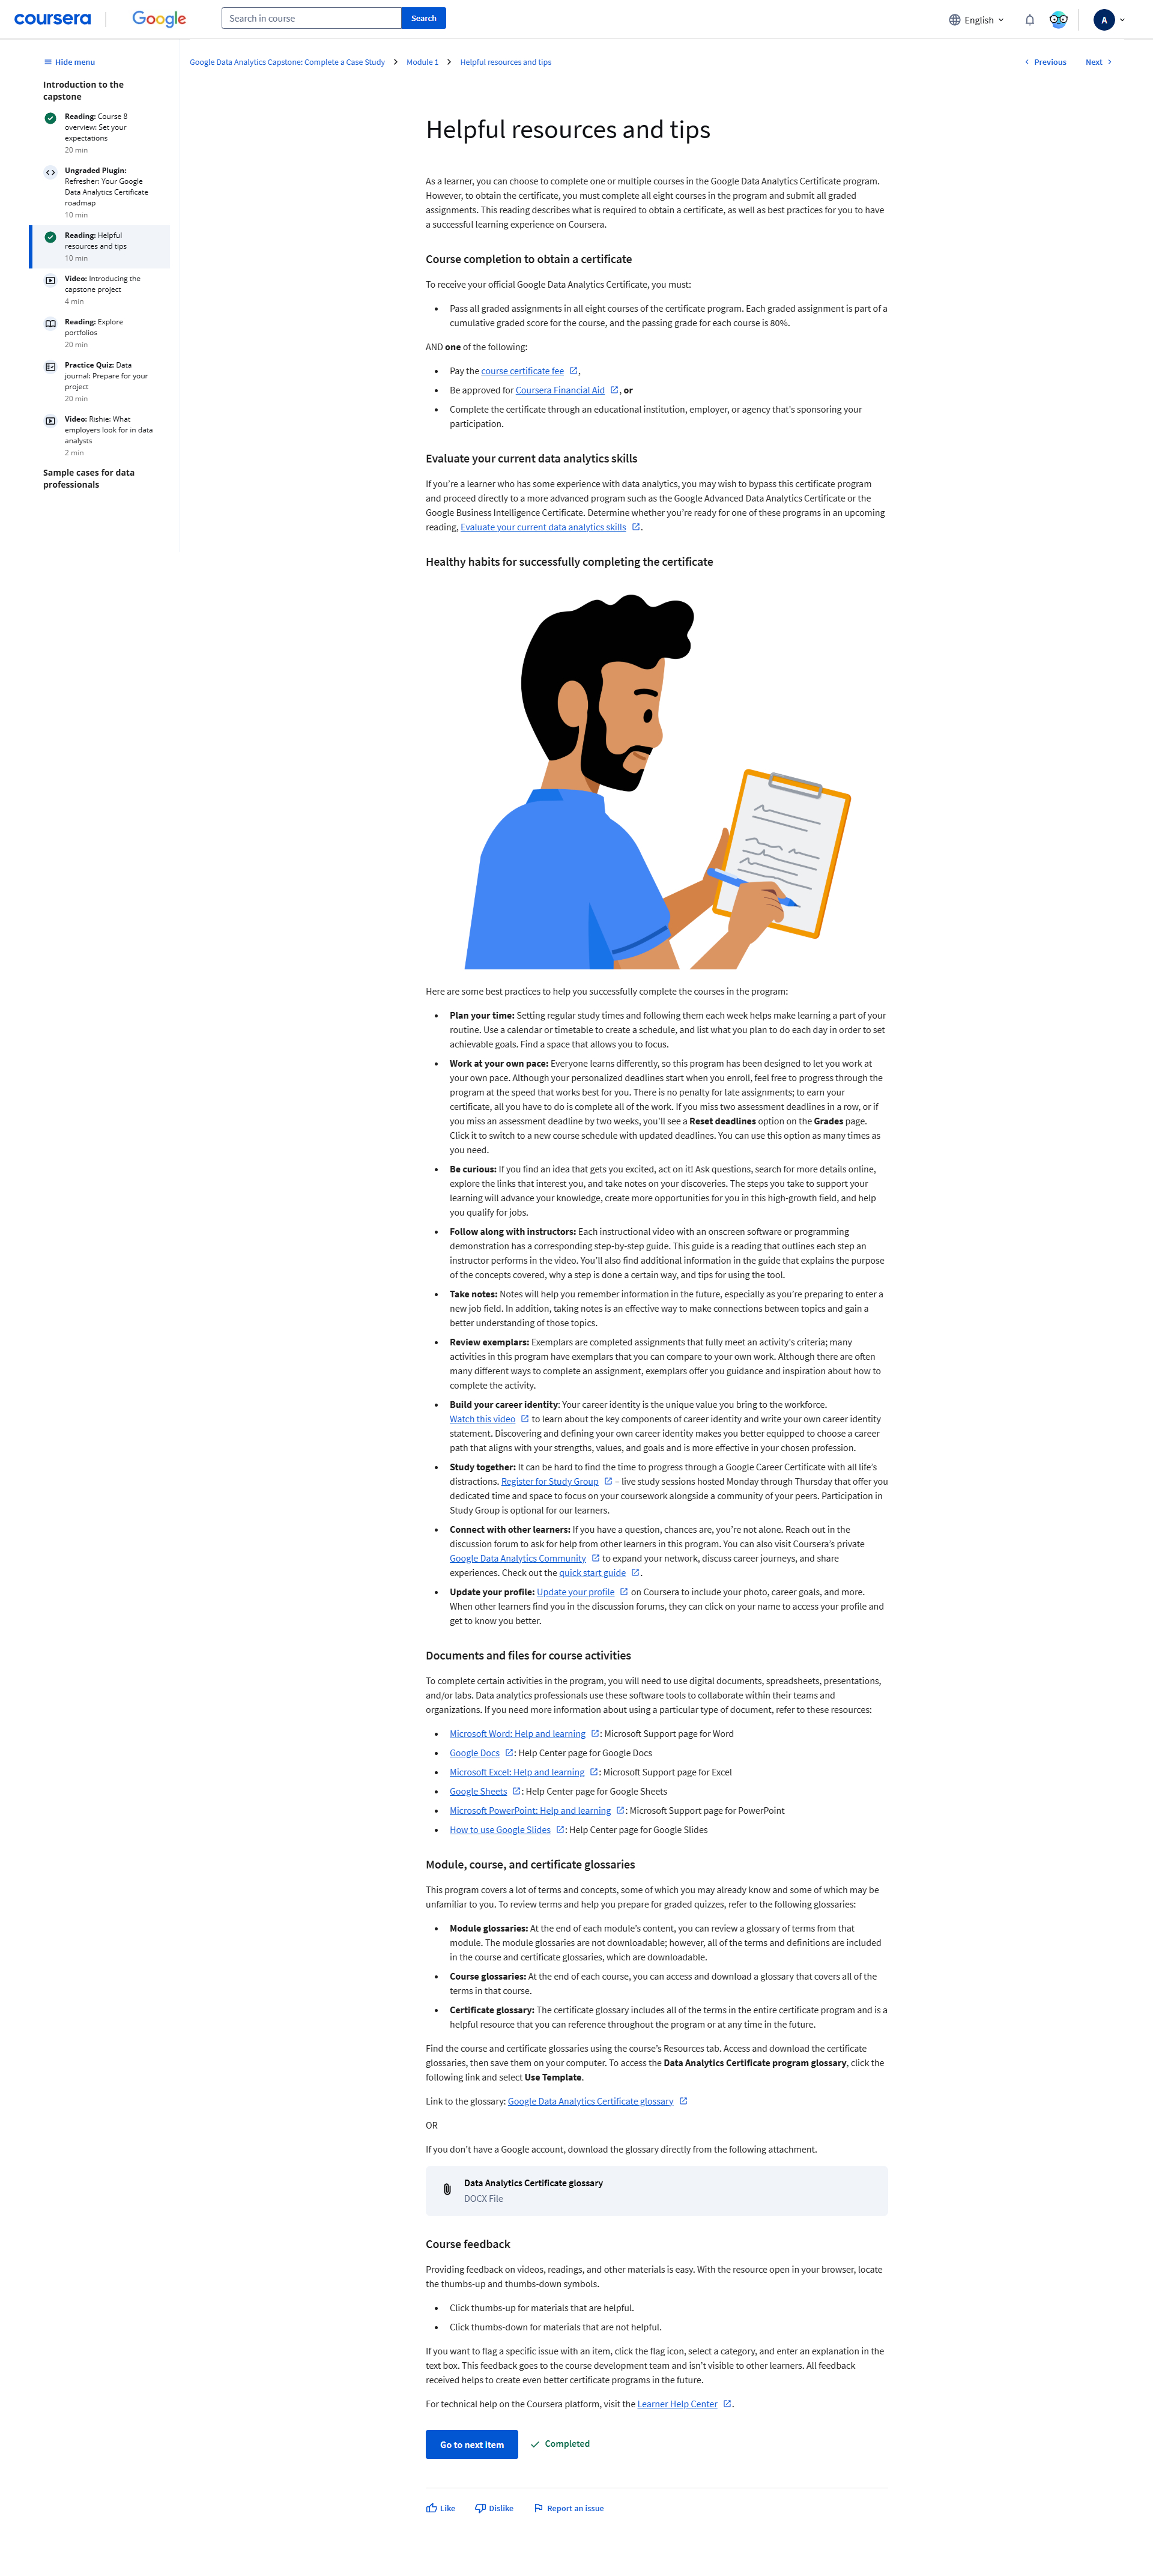 coursera
Google
Search in course
Search
English
A
Hide menu
Introduction to the
capstone
Reading: Course 8
overview: Set your
expectations
20 min
Ungraded Plugin:
Refresher: Your Google
Data Analytics Certificate
roadmap
10 min
Reading: Helpful
resources and tips
10 min
Video: Introducing the
capstone project
4 min
Reading: Explore
portfolios
20 min
Practice Quiz: Data
journal: Prepare for your
project
20 min
Video: Rishie: What
employers look for in data
analysts
2 min
Sample cases for data
professionals
Google Data Analytics Capstone: Complete a Case Study
Module 1
Helpful resources and tips
Previous
Next
Helpful resources and tips
As a learner, you can choose to complete one or multiple courses in the Google Data Analytics Certificate program.
However, to obtain the certificate, you must complete all eight courses in the program and submit all graded
assignments. This reading describes what is required to obtain a certificate, as well as best practices for you to have
a successful learning experience on Coursera.
Course completion to obtain a certificate
To receive your official Google Data Analytics Certificate, you must:
• Pass all graded assignments in all eight courses of the certificate program. Each graded assignment is a part of a
cumulative graded score for the course, and the passing grade for each course is 80%.
AND one of the following:
• Pay the course certificate fee ,
• Be approved for Coursera Financial Aid , or
• Complete the certificate through an educational institution, employer, or agency that's sponsoring your
participation.
Evaluate your current data analytics skills
If you're a learner who has some experience with data analytics, you may wish to bypass this certificate program
and proceed directly to a more advanced program such as the Google Advanced Data Analytics Certificate or the
Google Business Intelligence Certificate. Determine whether you're ready for one of these programs in an upcoming
reading, Evaluate your current data analytics skills .
Healthy habits for successfully completing the certificate
Here are some best practices to help you successfully complete the courses in the program:
• Plan your time: Setting regular study times and following them each week helps make learning a part of your
routine. Use a calendar or timetable to create a schedule, and list what you plan to do each day in order to set
achievable goals. Find a space that allows you to focus.
• Work at your own pace: Everyone learns differently, so this program has been designed to let you work at
your own pace. Although your personalized deadlines start when you enroll, feel free to progress through the
program at the speed that works best for you. There is no penalty for late assignments; to earn your
certificate, all you have to do is complete all of the work. If you miss two assessment deadlines in a row, or if
you miss an assessment deadline by two weeks, you'll see a Reset deadlines option on the Grades page.
Click it to switch to a new course schedule with updated deadlines. You can use this option as many times as
you need.
• Be curious: If you find an idea that gets you excited, act on it! Ask questions, search for more details online,
explore the links that interest you, and take notes on your discoveries. The steps you take to support your
learning will advance your knowledge, create more opportunities for you in this high-growth field, and help
you qualify for jobs.
• Follow along with instructors: Each instructional video with an onscreen software or programming
demonstration has a corresponding step-by-step guide. This guide is a reading that outlines each step an
instructor performs in the video. You'll also find additional information in the guide that explains the purpose
of the concepts covered, why a step is done a certain way, and tips for using the tool.
• Take notes: Notes will help you remember information in the future, especially as you're preparing to enter a
new job field. In addition, taking notes is an effective way to make connections between topics and gain a
better understanding of those topics.
• Review exemplars: Exemplars are completed assignments that fully meet an activity's criteria; many
activities in this program have exemplars that you can compare to your own work. Although there are often
many different ways to complete an assignment, exemplars offer you guidance and inspiration about how to
complete the activity.
• Build your career identity: Your career identity is the unique value you bring to the workforce.
Watch this video to learn about the key components of career identity and write your own career identity
statement. Discovering and defining your own career identity makes you better equipped to choose a career
path that aligns with your strengths, values, and goals and is more effective in your chosen profession.
• Study together: It can be hard to find the time to progress through a Google Career Certificate with all life's
distractions. Register for Study Group – live study sessions hosted Monday through Thursday that offer you
dedicated time and space to focus on your coursework alongside a community of your peers. Participation in
Study Group is optional for our learners.
• Connect with other learners: If you have a question, chances are, you're not alone. Reach out in the
discussion forum to ask for help from other learners in this program. You can also visit Coursera's private
Google Data Analytics Community to expand your network, discuss career journeys, and share
experiences. Check out the quick start guide .
• Update your profile: Update your profile on Coursera to include your photo, career goals, and more.
When other learners find you in the discussion forums, they can click on your name to access your profile and
get to know you better.
Documents and files for course activities
To complete certain activities in the program, you will need to use digital documents, spreadsheets, presentations,
and/or labs. Data analytics professionals use these software tools to collaborate within their teams and
organizations. If you need more information about using a particular type of document, refer to these resources:
• Microsoft Word: Help and learning : Microsoft Support page for Word
• Google Docs : Help Center page for Google Docs
• Microsoft Excel: Help and learning : Microsoft Support page for Excel
• Google Sheets : Help Center page for Google Sheets
• Microsoft PowerPoint: Help and learning : Microsoft Support page for PowerPoint
• How to use Google Slides : Help Center page for Google Slides
Module, course, and certificate glossaries
This program covers a lot of terms and concepts, some of which you may already know and some of which may be
unfamiliar to you. To review terms and help you prepare for graded quizzes, refer to the following glossaries:
• Module glossaries: At the end of each module's content, you can review a glossary of terms from that
module. The module glossaries are not downloadable; however, all of the terms and definitions are included
in the course and certificate glossaries, which are downloadable.
• Course glossaries: At the end of each course, you can access and download a glossary that covers all of the
terms in that course.
• Certificate glossary: The certificate glossary includes all of the terms in the entire certificate program and is a
helpful resource that you can reference throughout the program or at any time in the future.
Find the course and certificate glossaries using the course's Resources tab. Access and download the certificate
glossaries, then save them on your computer. To access the Data Analytics Certificate program glossary, click the
following link and select Use Template.
Link to the glossary: Google Data Analytics Certificate glossary
OR
If you don't have a Google account, download the glossary directly from the following attachment.
Data Analytics Certificate glossary
DOCX File
Course feedback
Providing feedback on videos, readings, and other materials is easy. With the resource open in your browser, locate
the thumbs-up and thumbs-down symbols.
• Click thumbs-up for materials that are helpful.
• Click thumbs-down for materials that are not helpful.
If you want to flag a specific issue with an item, click the flag icon, select a category, and enter an explanation in the
text box. This feedback goes to the course development team and isn't visible to other learners. All feedback
received helps to create even better certificate programs in the future.
For technical help on the Coursera platform, visit the Learner Help Center .
Go to next item
Completed
Like
Dislike
Report an issue